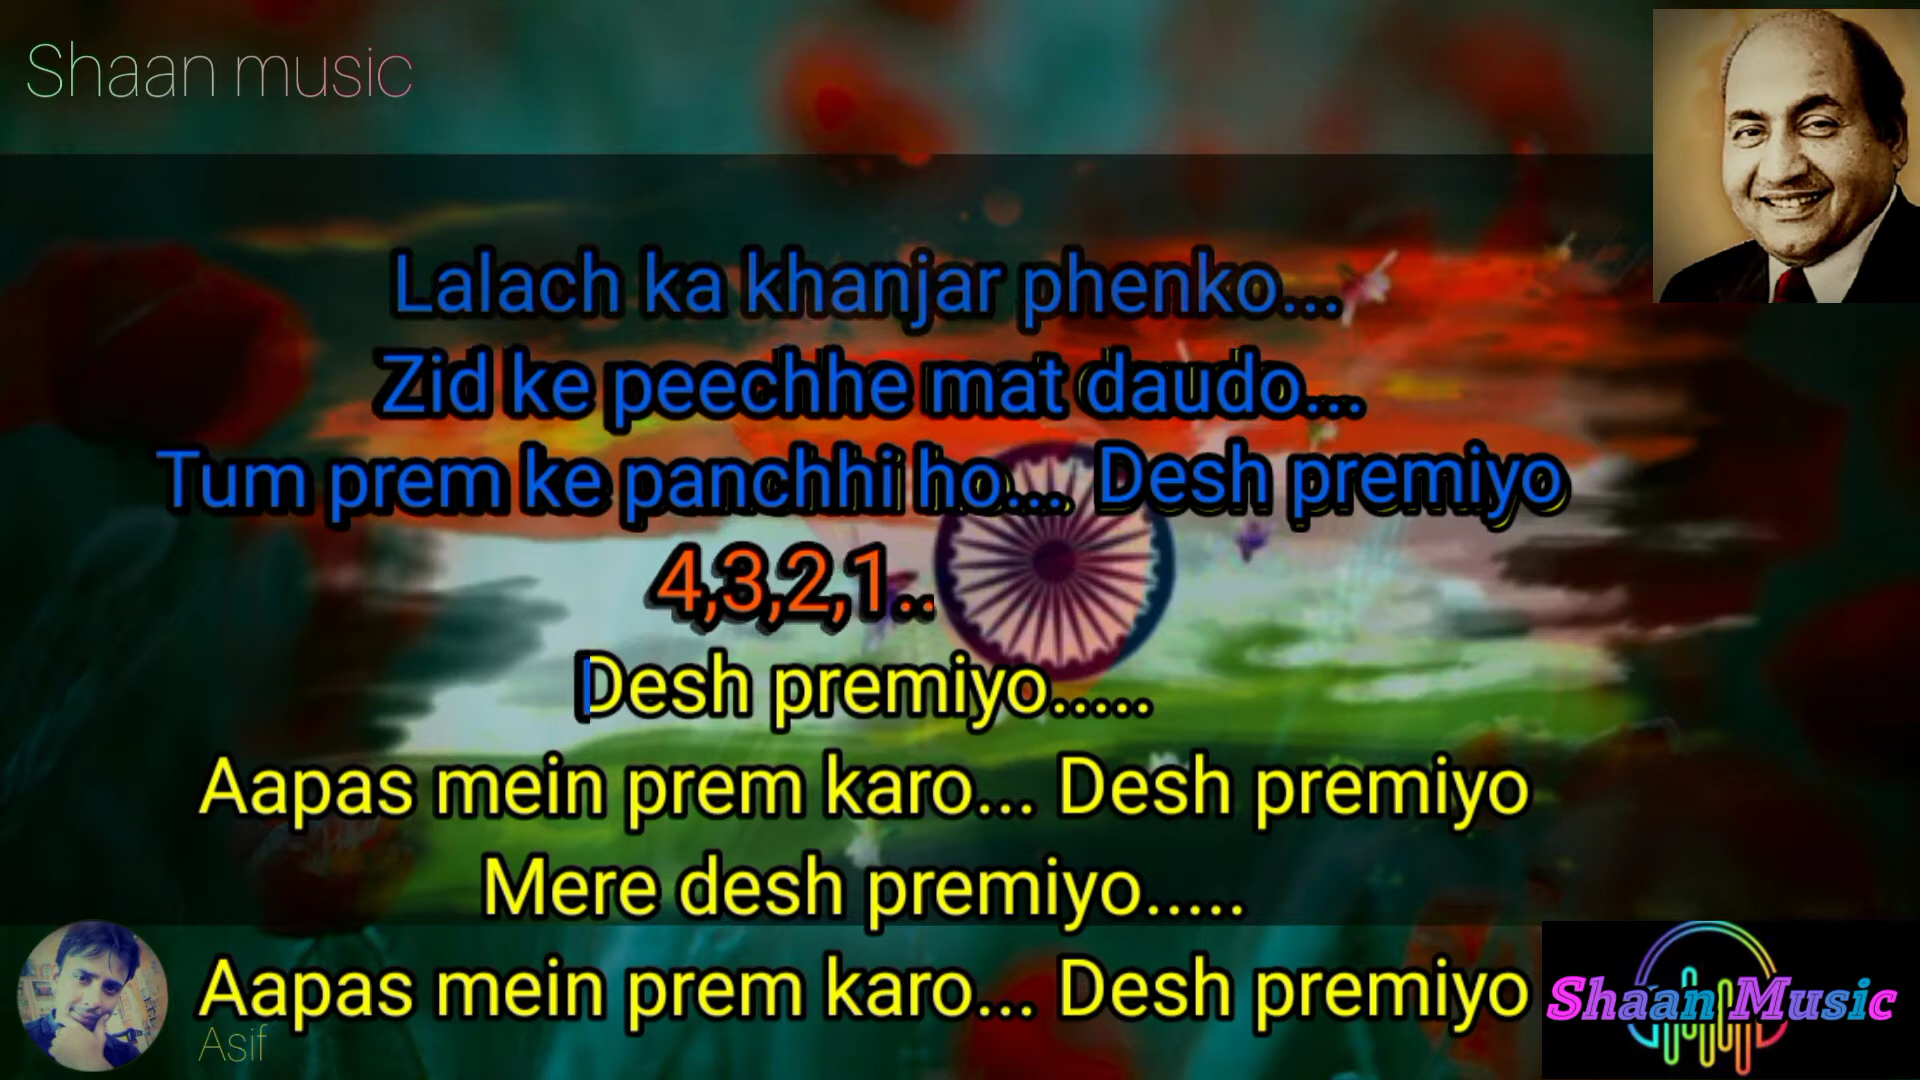 Shaan music
Lalach ka khanjar phenko...
Zid ke peechhe mat daudo...
Tum prem ke panchhi ho... Desh premiyo
4,3,2,1..
Desh premiyo.....
Aapas mein prem karo... Desh premiyo
Mere desh premiyo.....
Aapas mein prem karo... Desh premiyo
Asif
Shaan Music